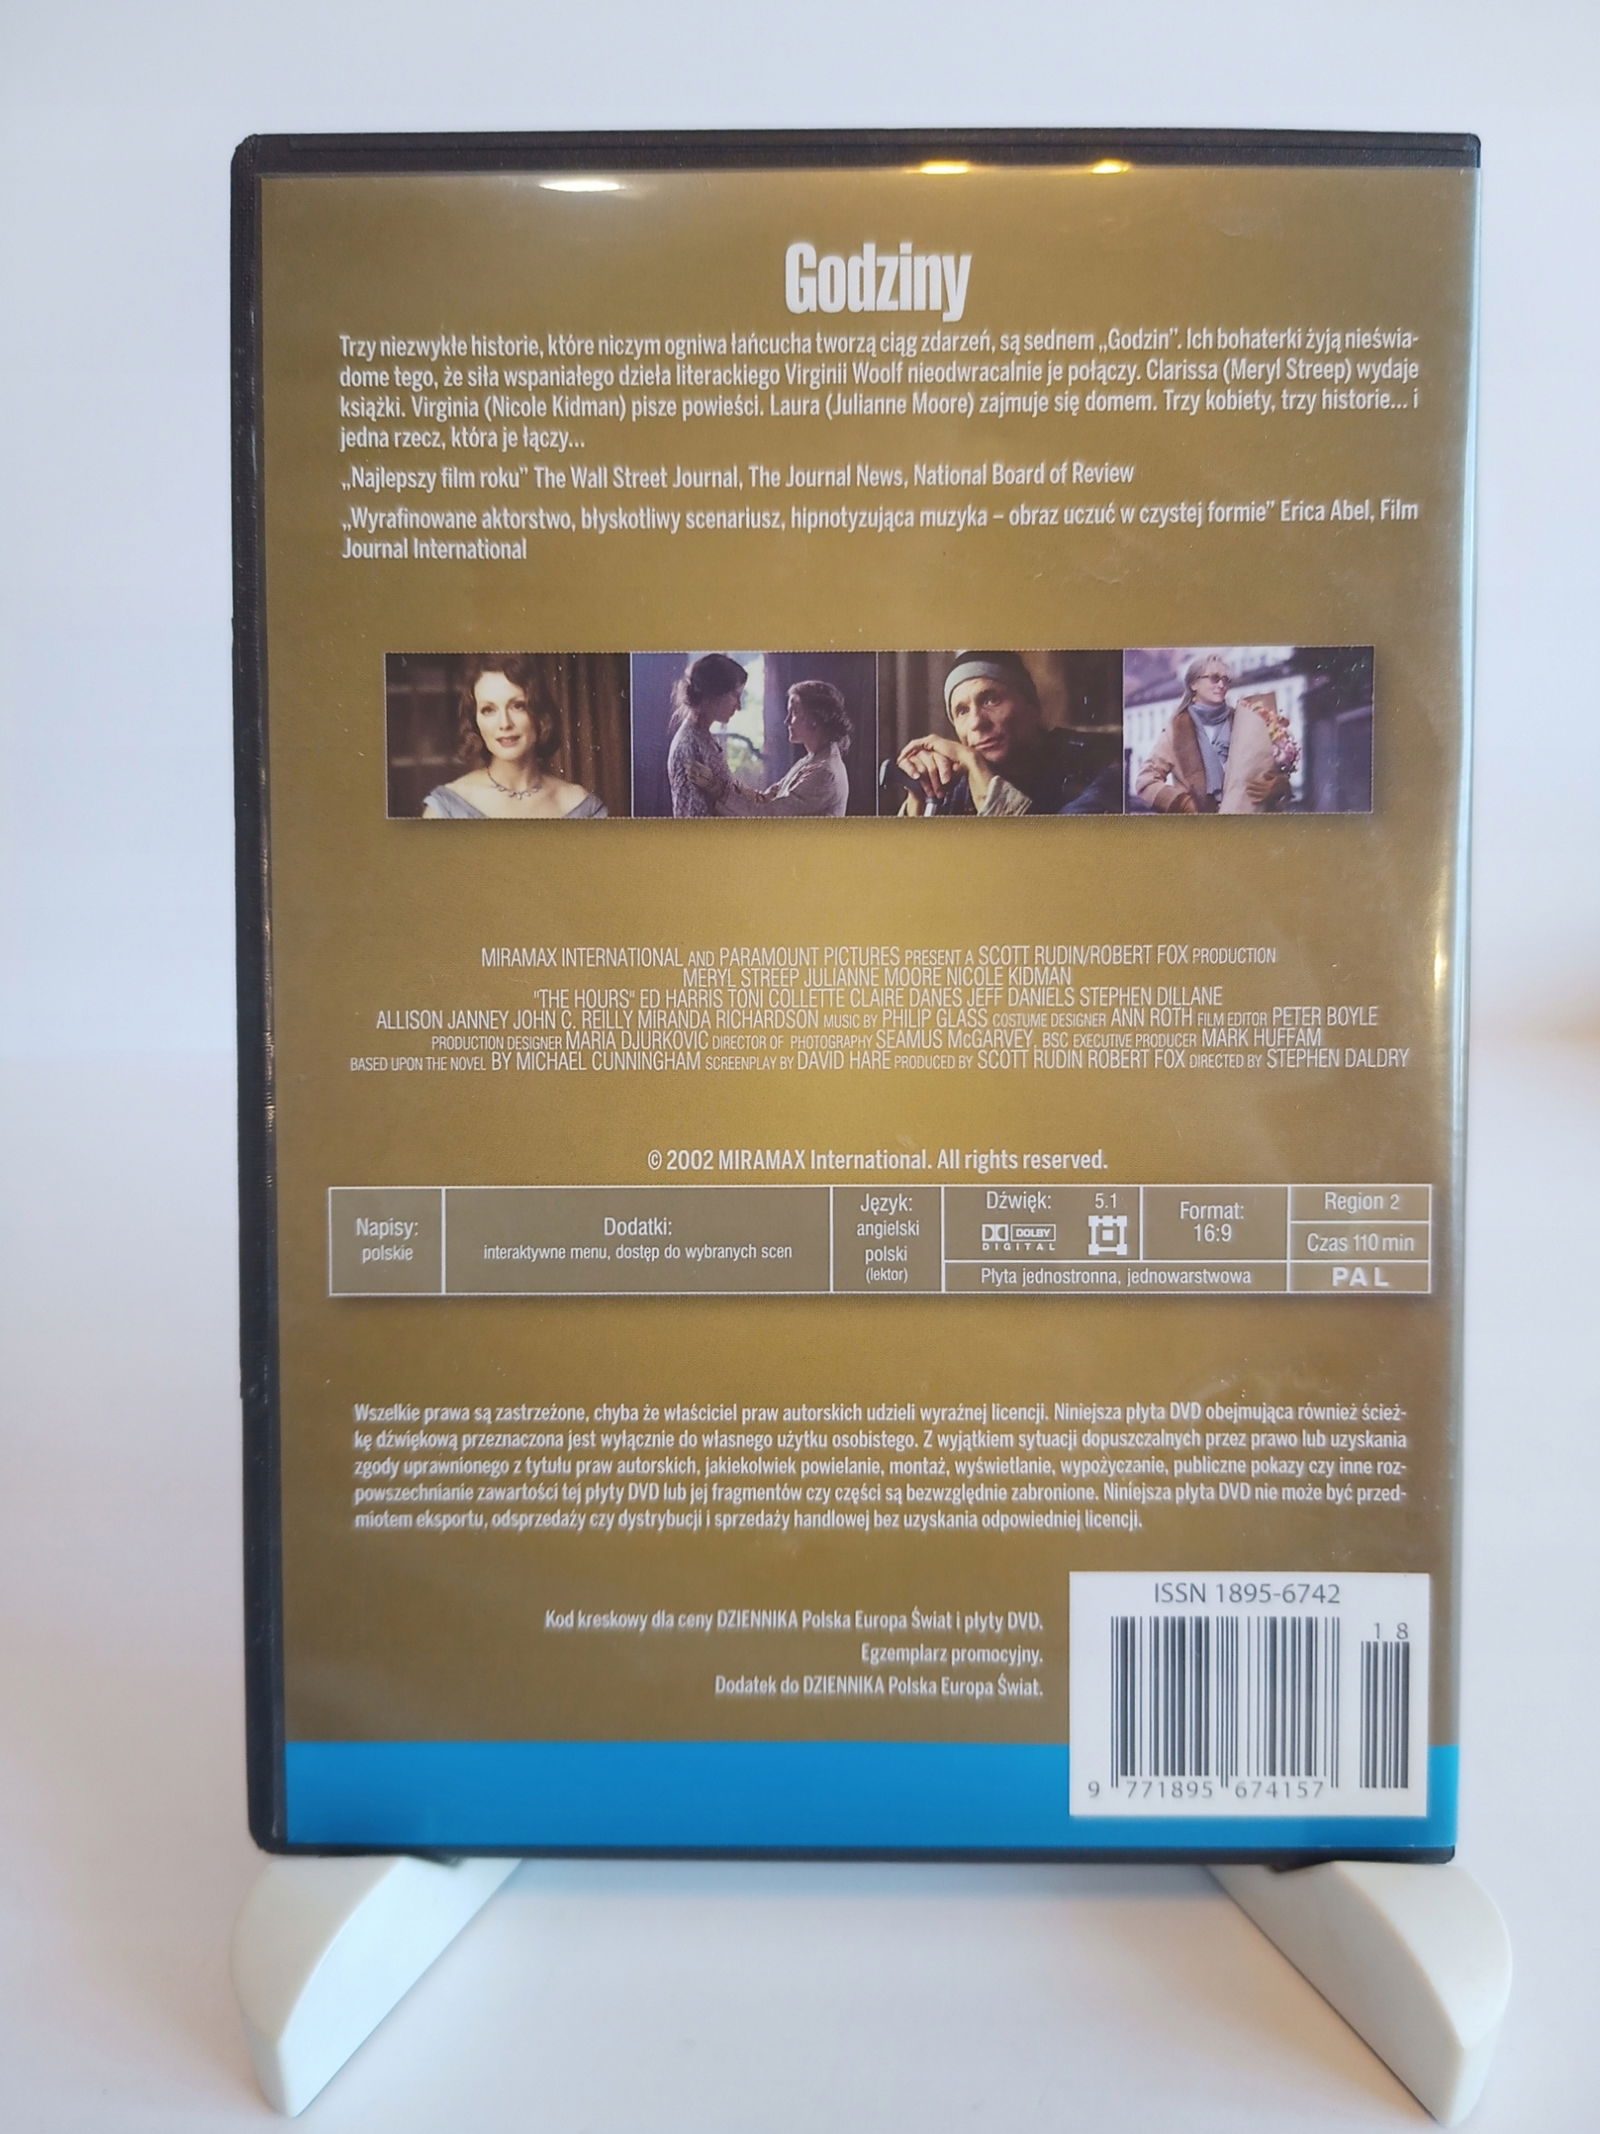 Godziny
Trzy niezwykłe historie, które niczym ogniwa łańcucha tworzą ciąg zdarzeń, są sednem „Godzin”. Ich bohaterki żyją nieświa-
dome tego, że siła wspaniałego dzieła literackiego Virginii Woolf nieodwracalnie je połączy. Clarissa (Meryl Streep) wydaje
książki. Virginia (Nicole Kidman) pisze powieści. Laura (Julianne Moore) zajmuje się domem. Trzy kobiety, trzy historie... i
jedna rzecz, która je łączy...
„Najlepszy film roku” The Wall Street Journal, The Journal News, National Board of Review
„Wyrafinowane aktorstwo, błyskotliwy scenariusz, hipnotyzująca muzyka – obraz uczuć w czystej formie” Erica Abel, Film
Journal International
MIRAMAX INTERNATIONAL AND PARAMOUNT PICTURES PRESENT A SCOTT RUDIN/ROBERT FOX PRODUCTION
MERYL STREEP JULIANNE MOORE NICOLE KIDMAN
"THE HOURS" ED HARRIS TONI COLLETTE CLAIRE DANES JEFF DANIELS STEPHEN DILLANE
ALLISON JANNEY JOHN C. REILLY MIRANDA RICHARDSON MUSIC BY PHILIP GLASS COSTUME DESIGNER ANN ROTH FILM EDITOR PETER BOYLE
PRODUCTION DESIGNER MARIA DJURKOVIC DIRECTOR OF PHOTOGRAPHY SEAMUS McGARVEY, BSC EXECUTIVE PRODUCER MARK HUFFAM
BASED UPON THE NOVEL BY MICHAEL CUNNINGHAM SCREENPLAY BY DAVID HARE PRODUCED BY SCOTT RUDIN ROBERT FOX DIRECTED BY STEPHEN DALDRY
© 2002 MIRAMAX International. All rights reserved.
Napisy:
polskie
Dodatki:
interaktywne menu, dostęp do wybranych scen
Język:
angielski
polski
(lektor)
Dźwięk: 5.1
DOLBY
DIGITAL
Płyta jednostronna, jednowarstwowa
Format:
16:9
Region 2
Czas 110 min
PAL
Wszelkie prawa są zastrzeżone, chyba że właściciel praw autorskich udzieli wyraźnej licencji. Niniejsza płyta DVD obejmująca również ścież-
kę dźwiękową przeznaczona jest wyłącznie do własnego użytku osobistego. Z wyjątkiem sytuacji dopuszczalnych przez prawo lub uzyskania
zgody uprawnionego z tytułu praw autorskich, jakiekolwiek powielanie, montaż, wyświetlanie, wypożyczanie, publiczne pokazy czy inne roz-
powszechnianie zawartości tej płyty DVD lub jej fragmentów czy części są bezwzględnie zabronione. Niniejsza płyta DVD nie może być przed-
miotem eksportu, odsprzedaży czy dystrybucji i sprzedaży handlowej bez uzyskania odpowiedniej licencji.
Kod kreskowy dla ceny DZIENNIKA Polska Europa Świat i płyty DVD.
Egzemplarz promocyjny.
Dodatek do DZIENNIKA Polska Europa Świat.
ISSN 1895-6742
18
9 771895 674157